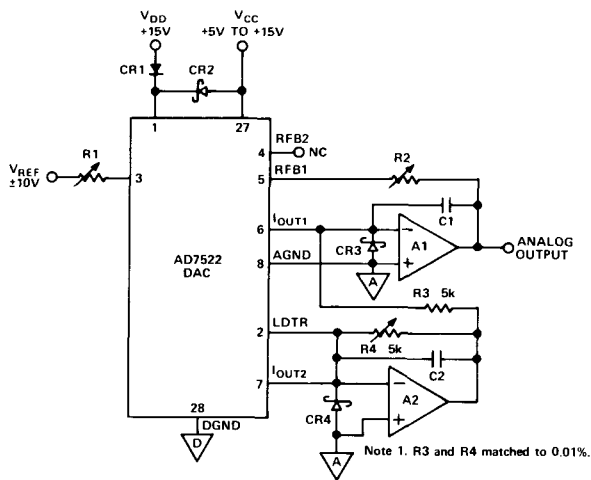 VDD
+15V
VCC
+5V TO +15V
CR1
CR2
1
27
RFB2
4
NC
RFB1
5
R2
VREF
±10V
R1
3
C1
6
IOUT1
CR3
A1
ANALOG
OUTPUT
AD7522
DAC
8
AGND
A
R3 5k
2
LDTR
R4 5k
7
IOUT2
C2
A2
CR4
28
DGND
D
A
Note 1. R3 and R4 matched to 0.01%.